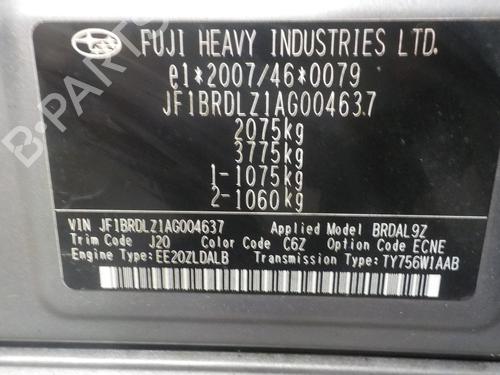 FUJI HEAVY INDUSTRIES LTD.
e1*2007/46*0079
JF1BRDLZ1AG004637
2075kg
3775kg
1-1075kg
2-1060kg
VIN JF1BRDLZ1AG004637 Applied Model BRDAL9Z
Trim Code J20 Color Code C6Z Option Code ECNE
Engine Type: EE20ZLDALB Transmission Type: TY756W1AAB
B-PARTS